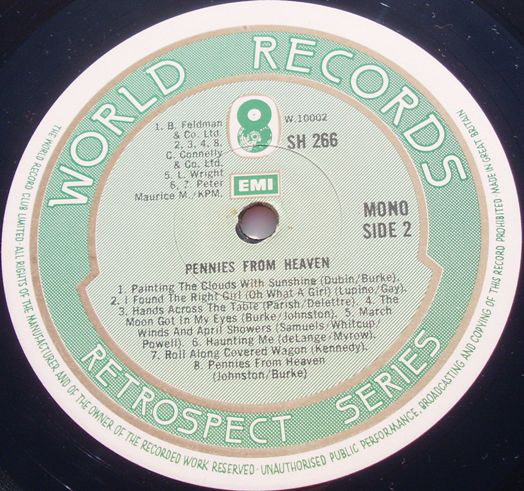 WORLD RECORDS
1. B. Feldman
& Co. Ltd.
2, 3, 4, 8.
C. Connelly
& Co. Ltd.
5. L. Wright
6, 7. Peter
Maurice M./KPM.
8
W.10002
SH 266
EMI
MONO
SIDE 2
PENNIES FROM HEAVEN
1. Painting The Clouds With Sunshine (Dubin/Burke).
2. I Found The Right Girl (Oh What A Girl) (Lupino/Gay).
3. Hands Across The Table (Parish/Delettre). 4. The
Moon Got In My Eyes (Burke/Johnston). 5. March
Winds And April Showers (Samuels/Whitcup/
Powell). 6. Haunting Me (deLange/Myrow).
7. Roll Along Covered Wagon (Kennedy).
8. Pennies From Heaven
(Johnston/Burke)
RETROSPECT SERIES
THE WORLD RECORD CLUB LIMITED · ALL RIGHTS OF THE MANUFACTURER AND OF THE OWNER OF THE RECORDED WORK RESERVED · UNAUTHORISED PUBLIC PERFORMANCE, BROADCASTING AND COPYING OF THIS RECORD PROHIBITED MADE IN GREAT BRITAIN